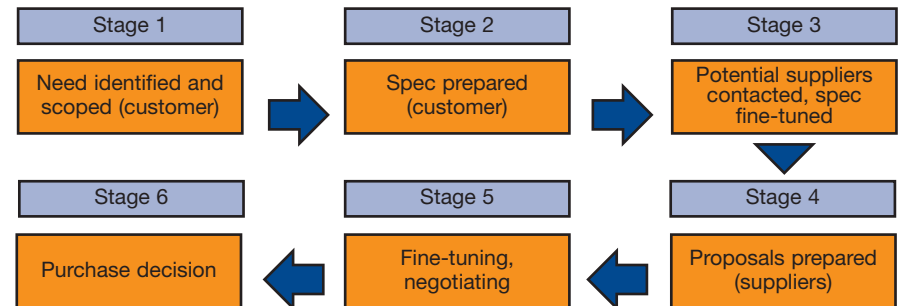 Stage 1
Need identified and
scoped (customer)
Stage 2
Spec prepared
(customer)
Stage 3
Potential suppliers
contacted, spec
fine-tuned
Stage 4
Proposals prepared
(suppliers)
Stage 5
Fine-tuning,
negotiating
Stage 6
Purchase decision